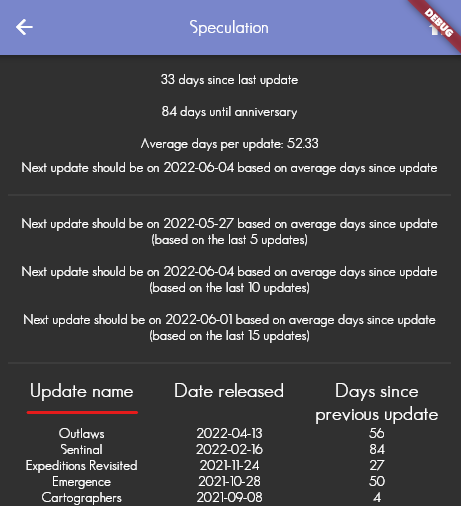 Speculation
DEBUG
33 days since last update
84 days until anniversary
Average days per update: 52.33
Next update should be on 2022-06-04 based on average days since update
Next update should be on 2022-05-27 based on average days since update
(based on the last 5 updates)
Next update should be on 2022-06-04 based on average days since update
(based on the last 10 updates)
Next update should be on 2022-06-01 based on average days since update
(based on the last 15 updates)
Update name Date released Days since
previous update
Outlaws 2022-04-13 56
Sentinal 2022-02-16 84
Expeditions Revisited 2021-11-24 27
Emergence 2021-10-28 50
Cartographers 2021-09-08 4